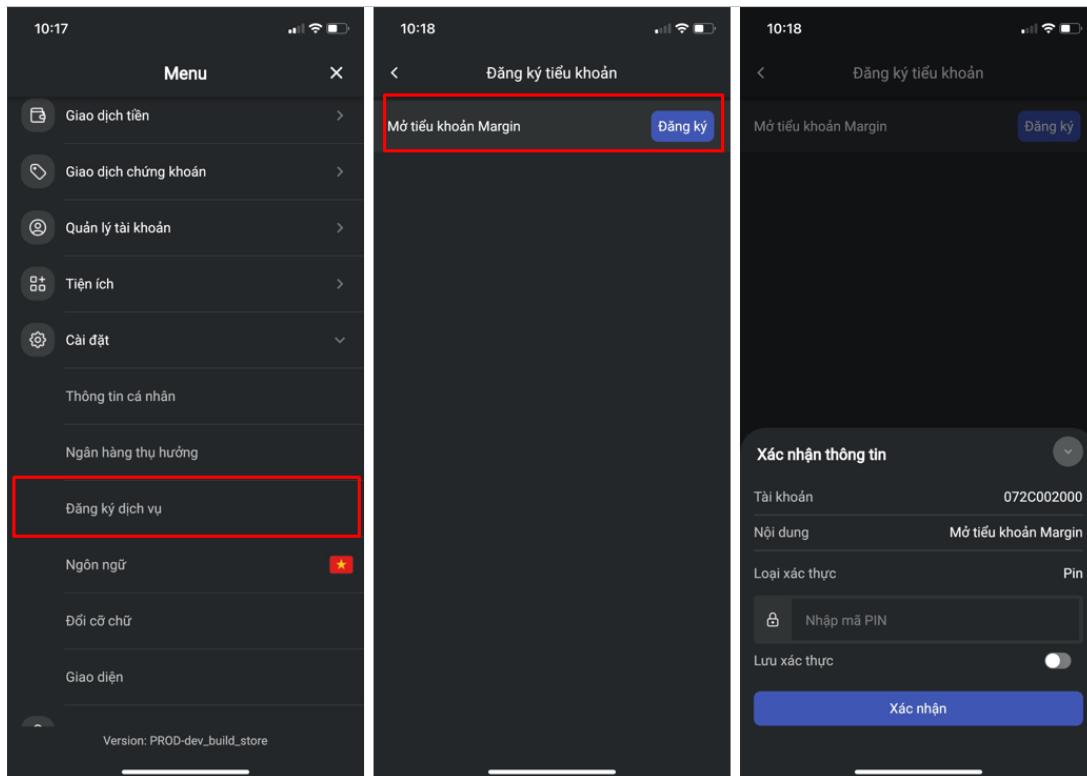 10:17
Menu
Giao dịch tiền
Giao dịch chứng khoán
Quản lý tài khoản
Tiện ích
Cài đặt
Thông tin cá nhân
Ngân hàng thụ hưởng
Đăng ký dịch vụ
Ngôn ngữ
Đổi cỡ chữ
Giao diện
Version: PROD-dev_build_store
10:18
Đăng ký tiểu khoản
Mở tiểu khoản Margin
Đăng ký
10:18
Đăng ký tiểu khoản
Mở tiểu khoản Margin
Đăng ký
Xác nhận thông tin
Tài khoản 072C002000
Nội dung Mở tiểu khoản Margin
Loại xác thực Pin
Nhập mã PIN
Lưu xác thực
Xác nhận